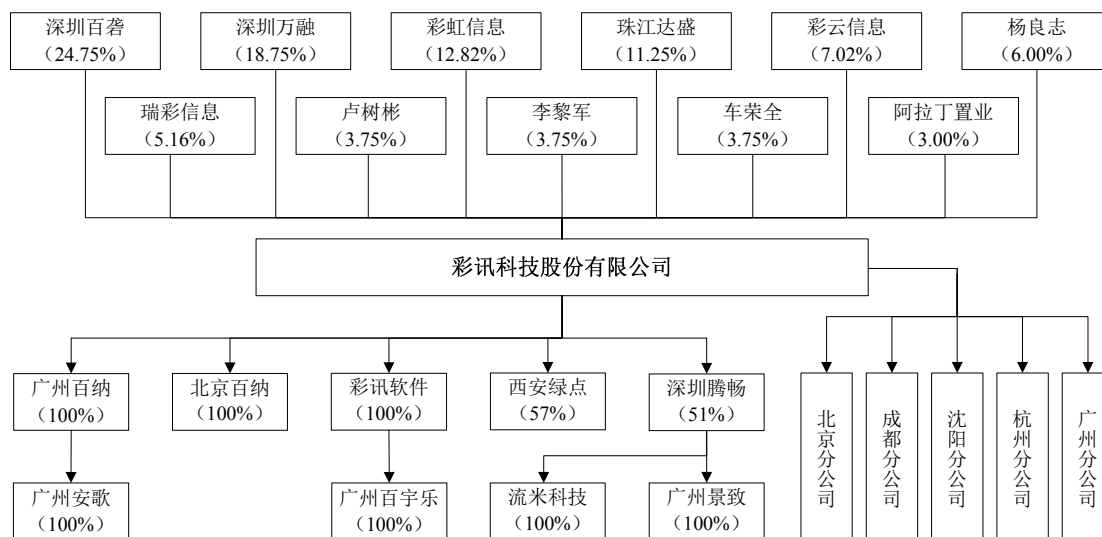 深圳百砻
（24.75%）
深圳万融
（18.75%）
彩虹信息
（12.82%）
珠江达盛
（11.25%）
彩云信息
（7.02%）
杨良志
（6.00%）
瑞彩信息
（5.16%）
卢树彬
（3.75%）
李黎军
（3.75%）
车荣全
（3.75%）
阿拉丁置业
（3.00%）
彩讯科技股份有限公司
广州百纳
（100%）
北京百纳
（100%）
彩讯软件
（100%）
西安绿点
（57%）
深圳腾畅
（51%）
广州安歌
（100%）
广州百宇乐
（100%）
流米科技
（100%）
广州景致
（100%）
北京分公司
成都分公司
沈阳分公司
杭州分公司
广州分公司